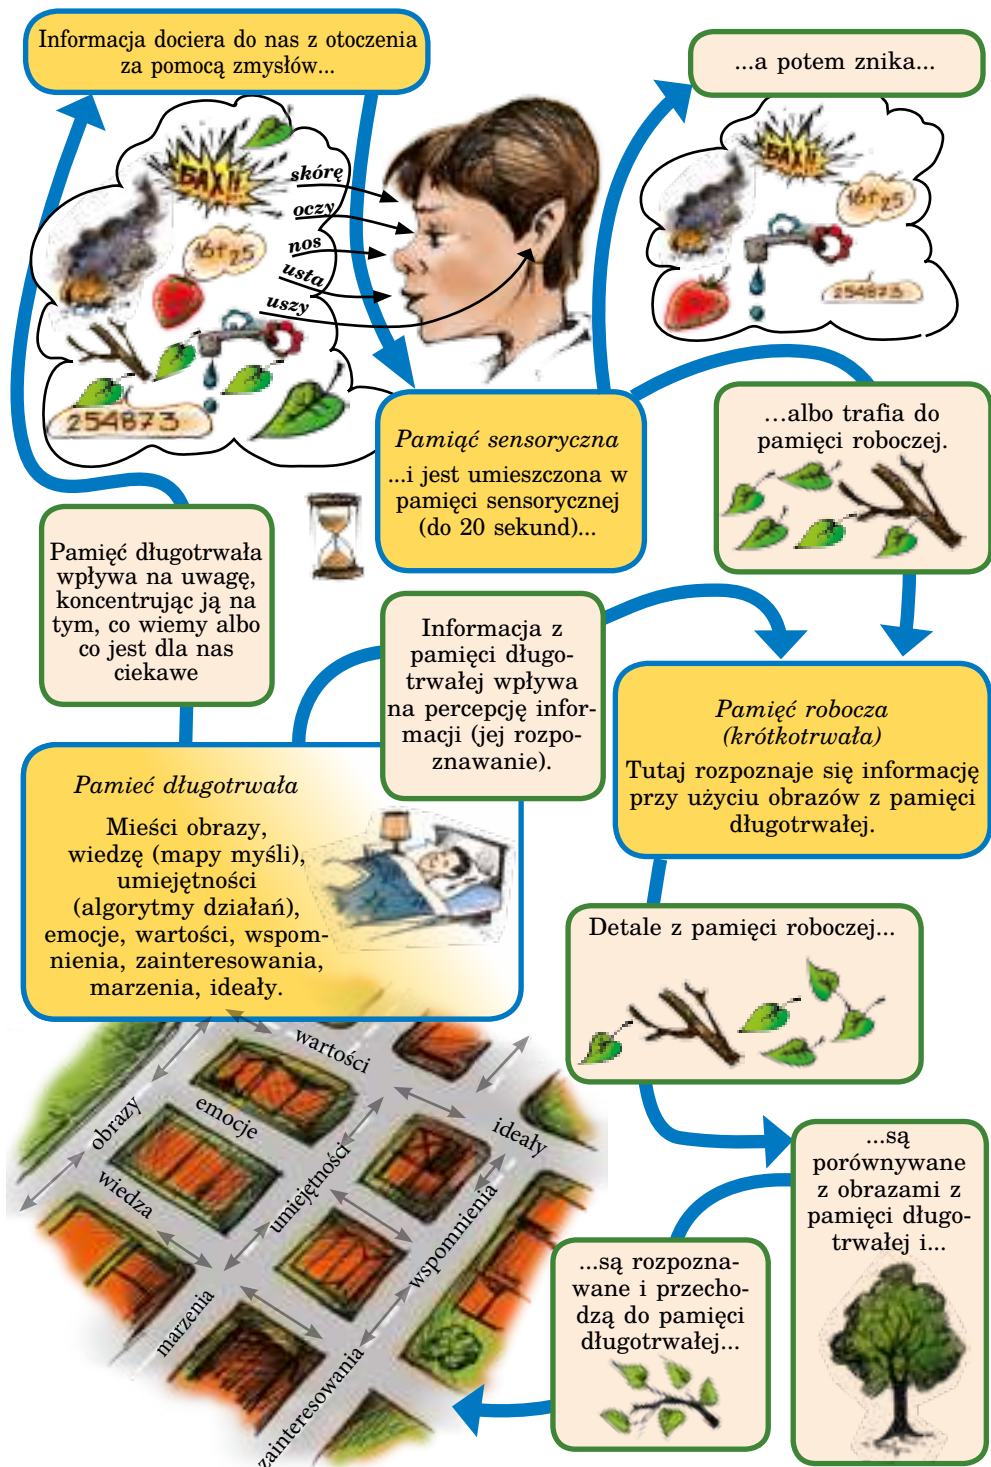 Informacja dociera do nas z otoczenia
za pomocą zmysłów...
...a potem znika...
БАХ!!
16+25
254873
skórę
oczy
nos
usta
uszy
БАХ!!
16+25
254873
Pamiąć sensoryczna
...i jest umieszczona w
pamięci sensorycznej
(do 20 sekund)...
...albo trafia do
pamięci roboczej.
Pamięć długotrwała
wpływa na uwagę,
koncentrując ją na
tym, co wiemy albo
co jest dla nas
ciekawe
Informacja z
pamięci długo-
trwałej wpływa
na percepcję infor-
macji (jej rozpo-
znawanie).
Pamięć robocza
(krótkotrwała)
Tutaj rozpoznaje się informację
przy użyciu obrazów z pamięci
długotrwałej.
Pamieć długotrwała
Mieści obrazy,
wiedzę (mapy myśli),
umiejętności
(algorytmy działań),
emocje, wartości, wspom-
nienia, zainteresowania,
marzenia, ideały.
Detale z pamięci roboczej...
...są
porównywane
z obrazami z
pamięci długo-
trwałej i...
...są rozpozna-
wane i przecho-
dzą do pamięci
długotrwałej...
wartości
obrazy
emocje
ideały
wiedza
umiejętności
wspomnienia
marzenia
zainteresowania